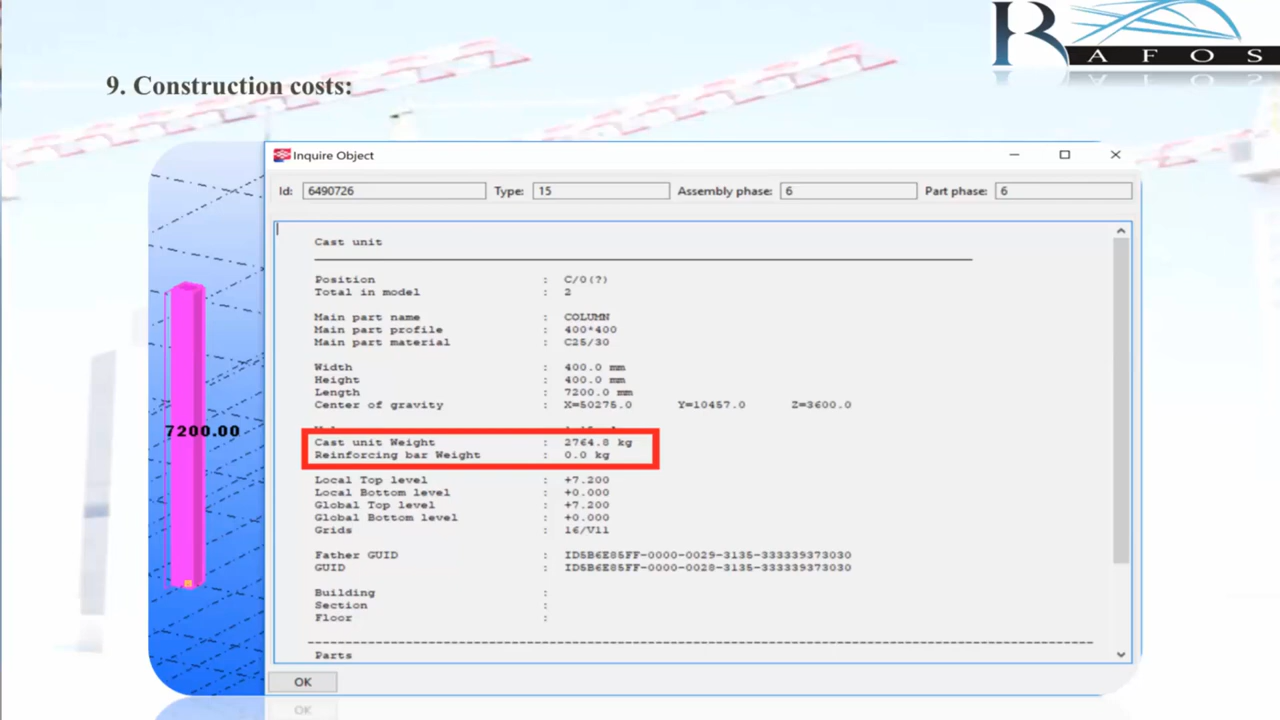 RAFOS
9. Construction costs:
Inquire Object
Id: 6490726 Type: 15 Assembly phase: 6 Part phase: 6
Cast unit
Position : C/0(?)
Total in model : 2
Main part name : COLUMN
Main part profile : 400*400
Main part material : C25/30
Width : 400.0 mm
Height : 400.0 mm
Length : 7200.0 mm
Center of gravity : X=50275.0 Y=10457.0 Z=3600.0
Cast unit Weight : 2764.8 kg
Reinforcing bar Weight : 0.0 kg
Local Top level : +7.200
Local Bottom level : +0.000
Global Top level : +7.200
Global Bottom level : +0.000
Grids : 16/V11
Father GUID : ID5B6E85FF-0000-0029-3135-333339373030
GUID : ID5B6E85FF-0000-0028-3135-333339373030
Building :
Section :
Floor :
Parts
OK
7200.00